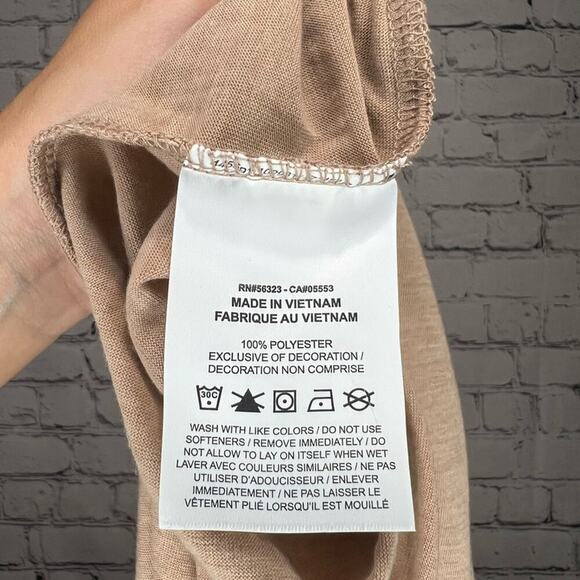 RN#56323 - CA#05553
MADE IN VIETNAM
FABRIQUE AU VIETNAM
100% POLYESTER
EXCLUSIVE OF DECORATION /
DECORATION NON COMPRISE
30C
WASH WITH LIKE COLORS / DO NOT USE
SOFTENERS / REMOVE IMMEDIATELY / DO
NOT ALLOW TO LAY ON ITSELF WHEN WET
LAVER AVEC COULEURS SIMILAIRES / NE PAS
UTILISER D'ADOUCISSEUR / ENLEVER
IMMÉDIATEMENT / NE PAS LAISSER LE
VÊTEMENT PLIÉ LORSQU'IL EST MOUILLÉ